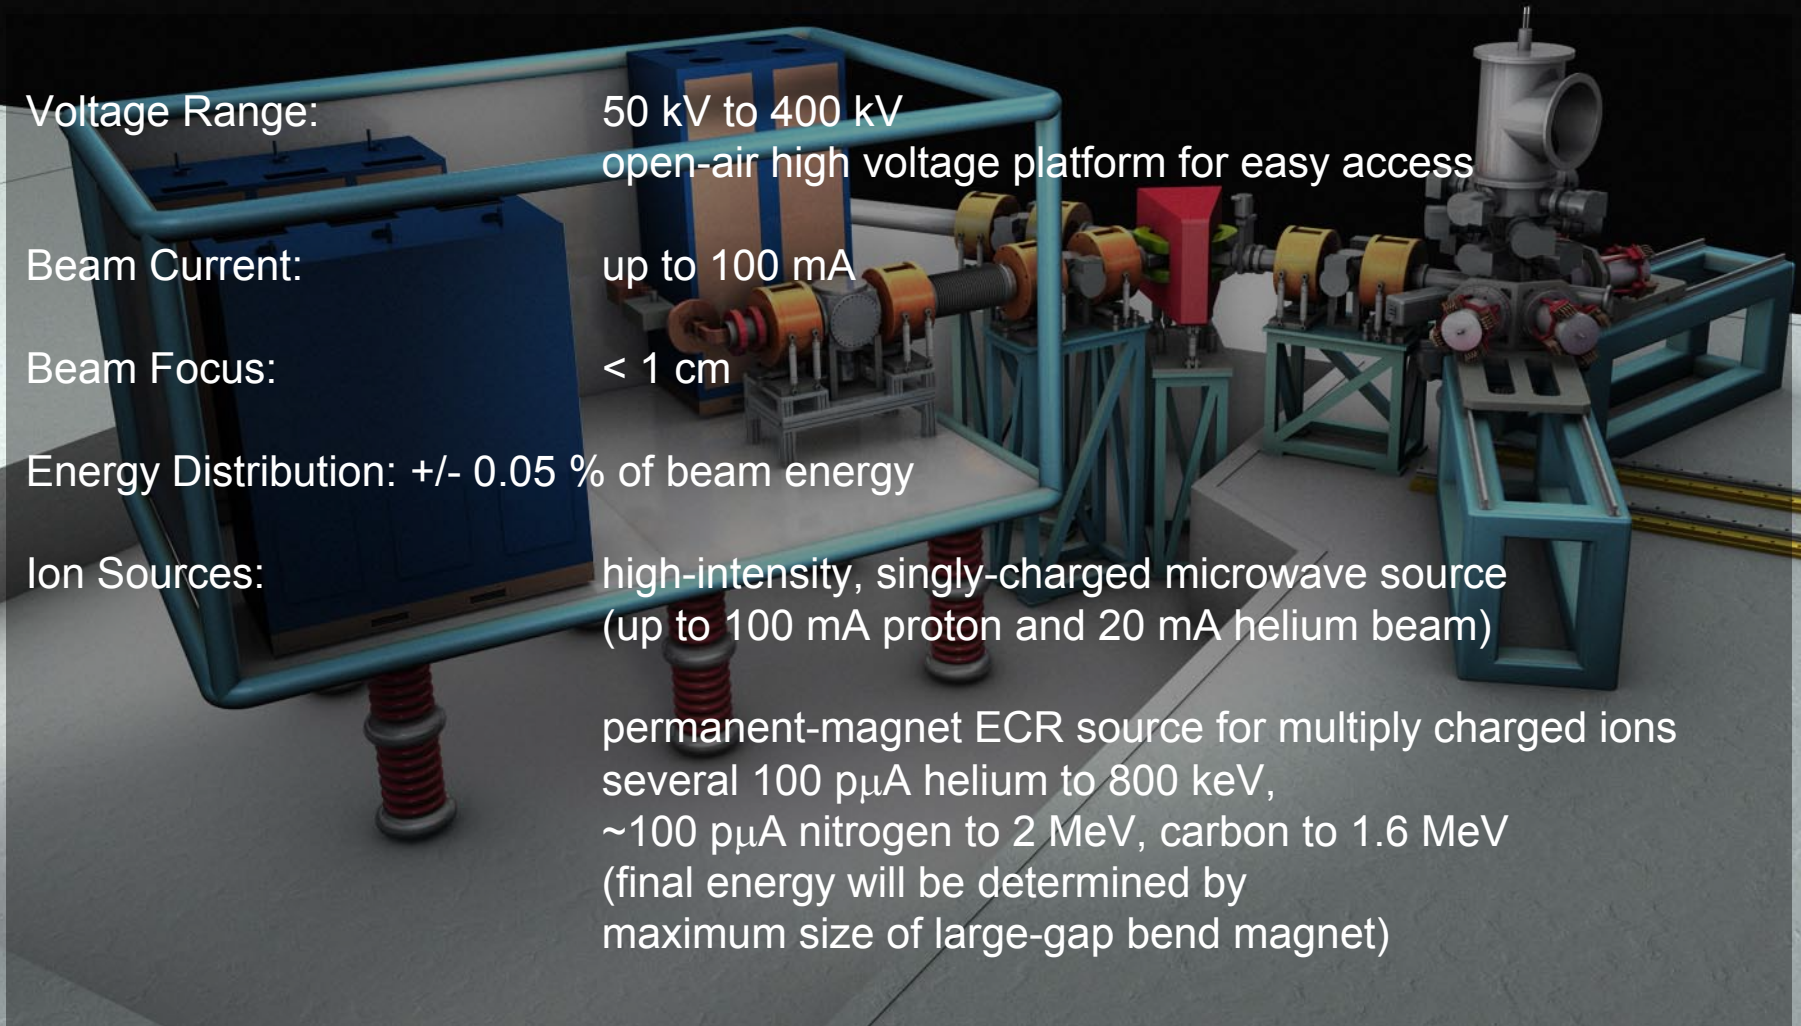 Voltage Range: 50 kV to 400 kV
open-air high voltage platform for easy access
Beam Current: up to 100 mA
Beam Focus: < 1 cm
Energy Distribution: +/- 0.05 % of beam energy
Ion Sources: high-intensity, singly-charged microwave source
(up to 100 mA proton and 20 mA helium beam)
permanent-magnet ECR source for multiply charged ions
several 100 pμA helium to 800 keV,
~100 pμA nitrogen to 2 MeV, carbon to 1.6 MeV
(final energy will be determined by
maximum size of large-gap bend magnet)